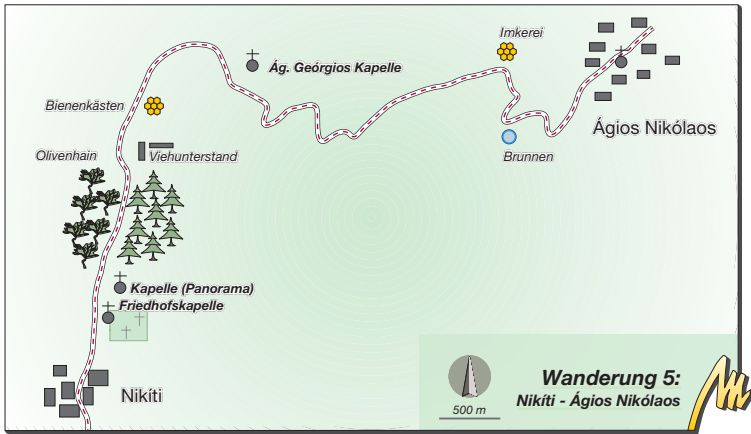 Imkerei
Ág. Geórgios Kapelle
Bienenkästen
Ágios Nikólaos
Olivenhain
Viehunterstand
Brunnen
Kapelle (Panorama)
Friedhofskapelle
Nikíti
500 m
Wanderung 5:
Nikíti - Ágios Nikólaos